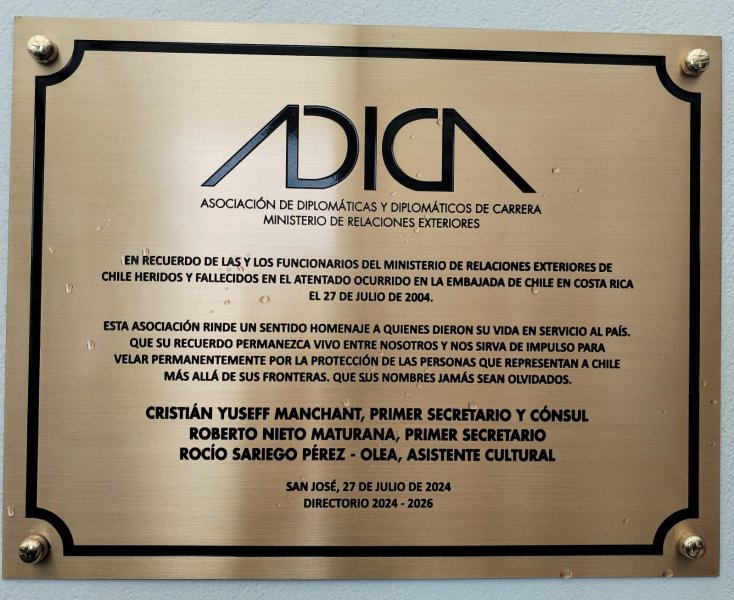 ADICA
ASOCIACIÓN DE DIPLOMÁTICAS Y DIPLOMÁTICOS DE CARRERA
MINISTERIO DE RELACIONES EXTERIORES
EN RECUERDO DE LAS Y LOS FUNCIONARIOS DEL MINISTERIO DE RELACIONES EXTERIORES DE
CHILE HERIDOS Y FALLECIDOS EN EL ATENTADO OCURRIDO EN LA EMBAJADA DE CHILE EN COSTA RICA
EL 27 DE JULIO DE 2004.
ESTA ASOCIACIÓN RINDE UN SENTIDO HOMENAJE A QUIENES DIERON SU VIDA EN SERVICIO AL PAÍS.
QUE SU RECUERDO PERMANEZCA VIVO ENTRE NOSOTROS Y NOS SIRVA DE IMPULSO PARA
VELAR PERMANENTEMENTE POR LA PROTECCIÓN DE LAS PERSONAS QUE REPRESENTAN A CHILE
MÁS ALLÁ DE SUS FRONTERAS. QUE SUS NOMBRES JAMÁS SEAN OLVIDADOS.
CRISTIÁN YUSEFF MANCHANT, PRIMER SECRETARIO Y CÓNSUL
ROBERTO NIETO MATURANA, PRIMER SECRETARIO
ROCÍO SARIEGO PÉREZ - OLEA, ASISTENTE CULTURAL
SAN JOSÉ, 27 DE JULIO DE 2024
DIRECTORIO 2024 - 2026